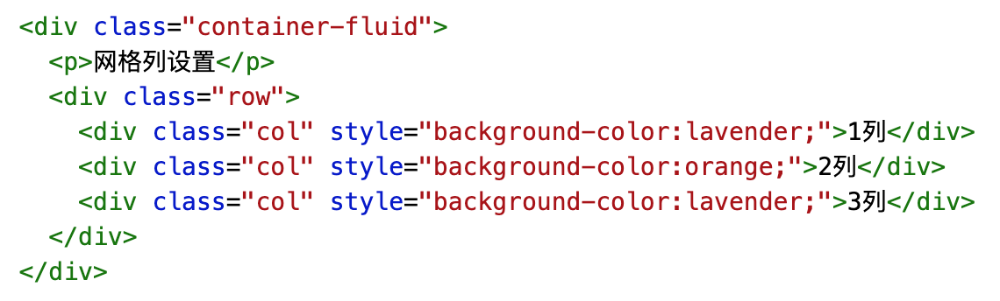 <div class="container-fluid">
  <p>网格列设置</p>
  <div class="row">
    <div class="col" style="background-color:lavender;">1列</div>
    <div class="col" style="background-color:orange;">2列</div>
    <div class="col" style="background-color:lavender;">3列</div>
  </div>
</div>